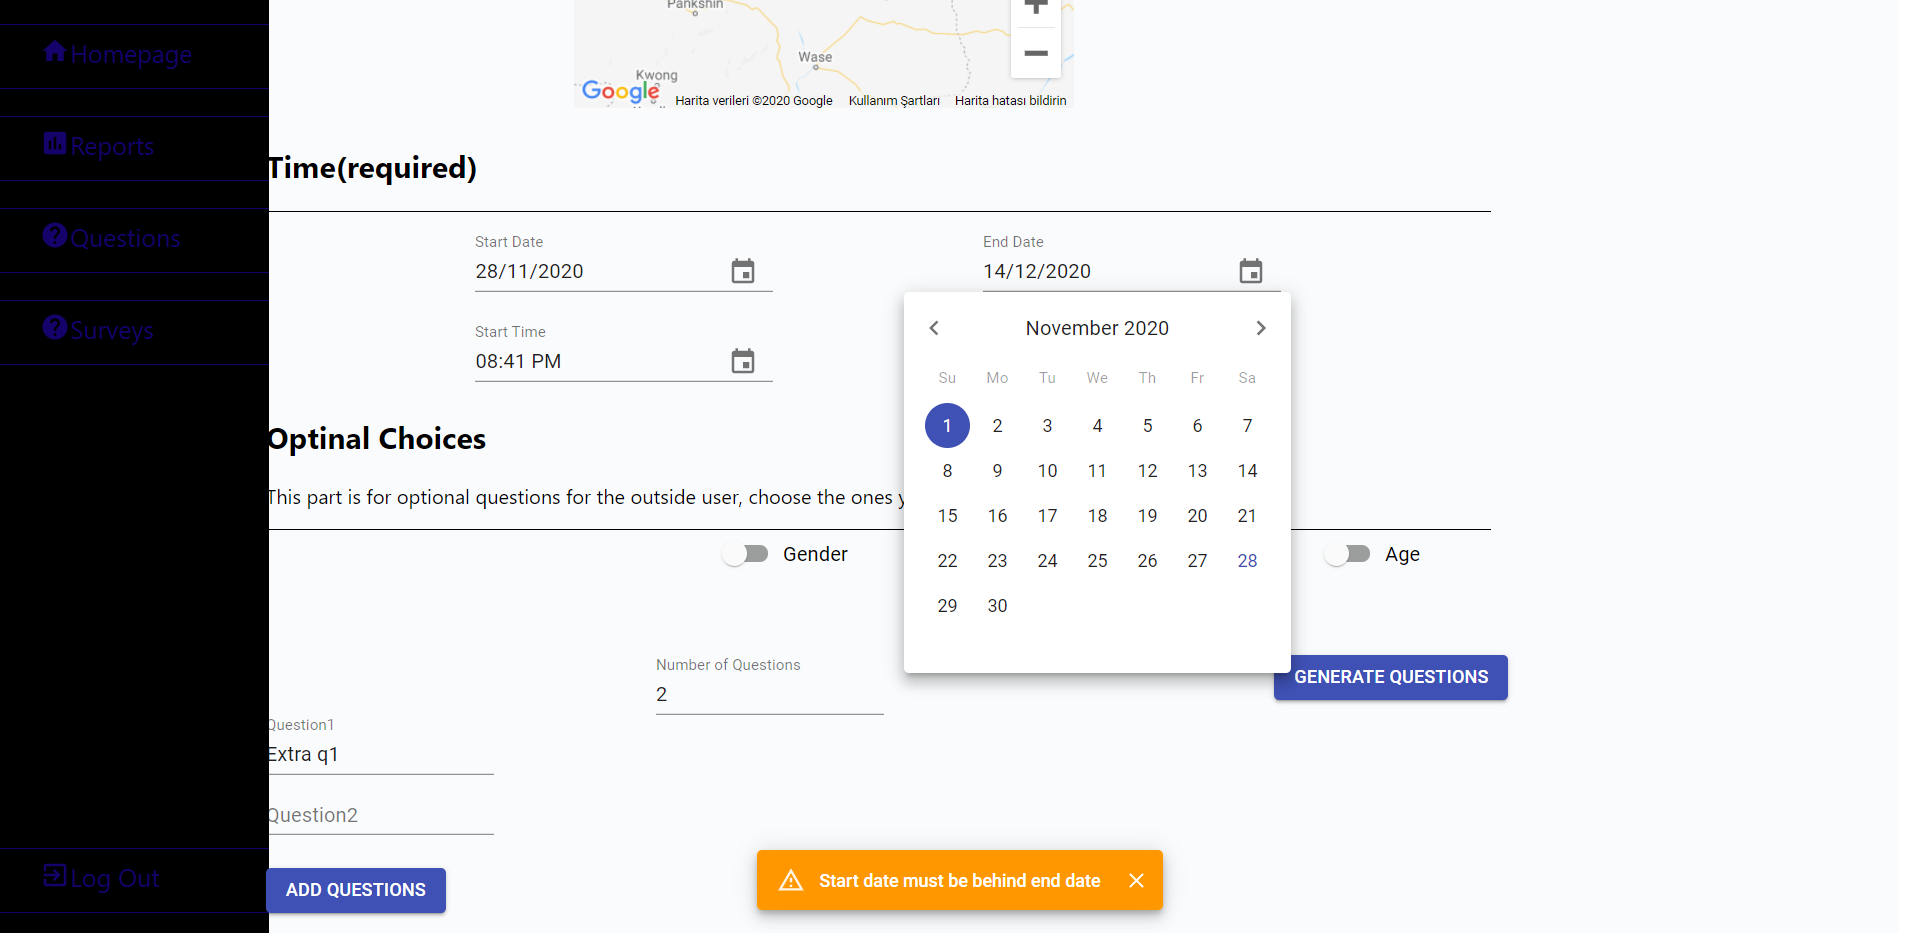 Homepage
Reports
Questions
Surveys
Log Out
Pankshin
Wase
Kwong
Google
Harita verileri ©2020 Google Kullanım Şartları Harita hatası bildirin
Time(required)
Start Date
28/11/2020
End Date
14/12/2020
Start Time
08:41 PM
November 2020
Su Mo Tu We Th Fr Sa
1 2 3 4 5 6 7
8 9 10 11 12 13 14
15 16 17 18 19 20 21
22 23 24 25 26 27 28
29 30
Optinal Choices
This part is for optional questions for the outside user, choose the ones
Gender
Age
Number of Questions
2
GENERATE QUESTIONS
Question1
Extra q1
Question2
ADD QUESTIONS
Start date must be behind end date